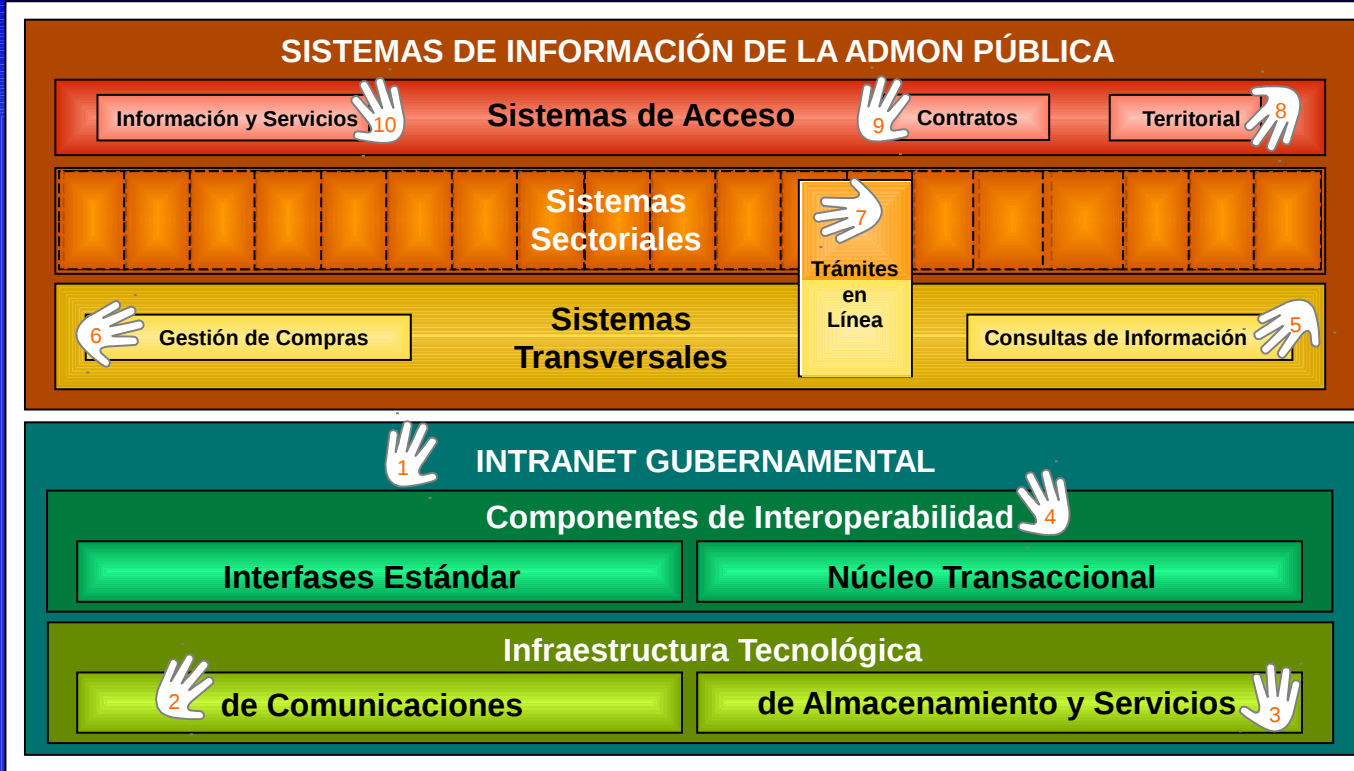 SISTEMAS DE INFORMACIÓN DE LA ADMON PÚBLICA
Información y Servicios
10
Sistemas de Acceso
9
Contratos
Territorial
8
Sistemas
Sectoriales
7
Trámites
en
Línea
6
Gestión de Compras
Sistemas
Transversales
Consultas de Información
5
1
INTRANET GUBERNAMENTAL
Componentes de Interoperabilidad
4
Interfases Estándar
Núcleo Transaccional
Infraestructura Tecnológica
2
de Comunicaciones
de Almacenamiento y Servicios
3